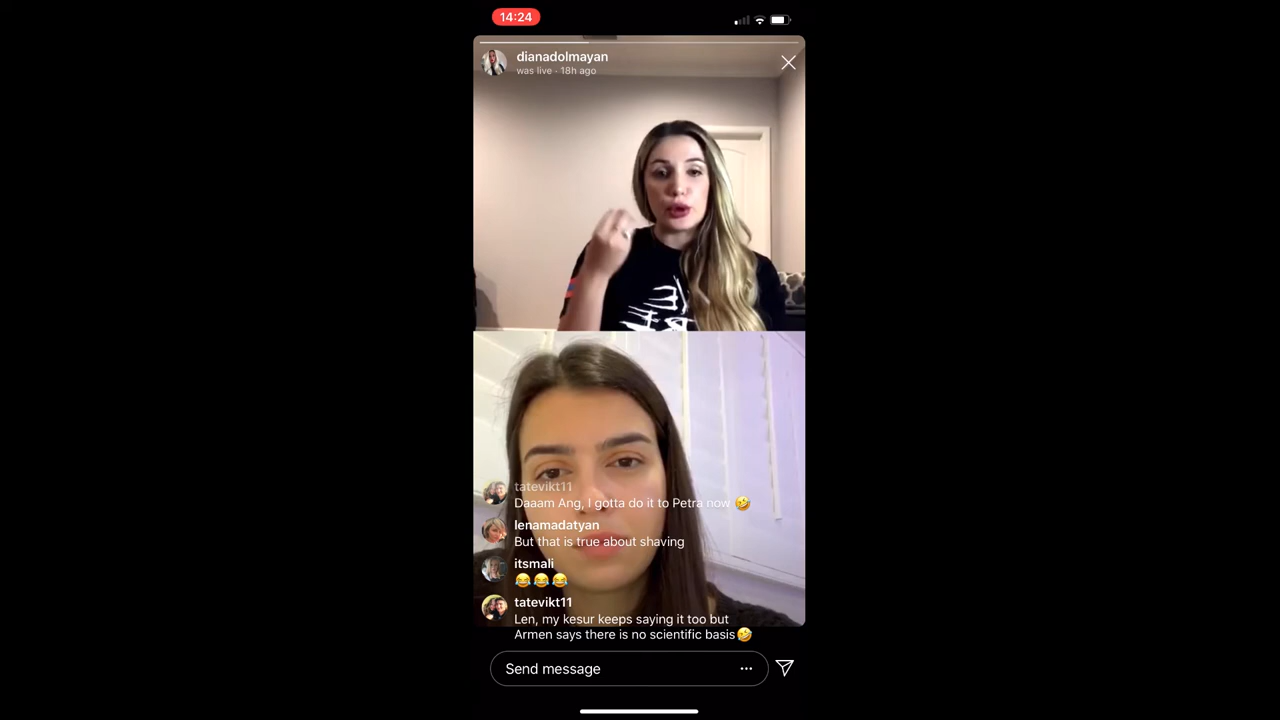 14:24
dianadolmayan
was live · 18h ago
tatevikt11
Daaam Ang, I gotta do it to Petra now 🤣
lenamadatyan
But that is true about shaving
itsmali
😂😂😂
tatevikt11
Len, my kesur keeps saying it too but
Armen says there is no scientific basis🤣
Send message